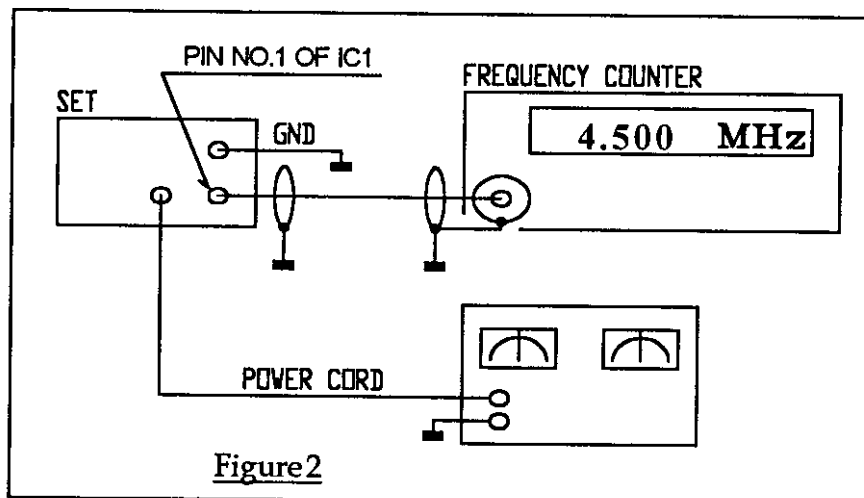 PIN NO.1 OF IC1
FREQUENCY COUNTER
SET
GND
4.500 MHz
POWER CORD
Figure2